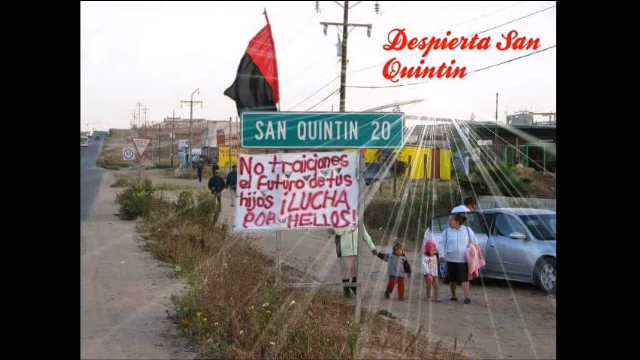 Despierta San
Quintin
SAN QUINTIN 20
No traiciones
el futuro de tus
hijos ¡LUCHA
POR HELLOS!